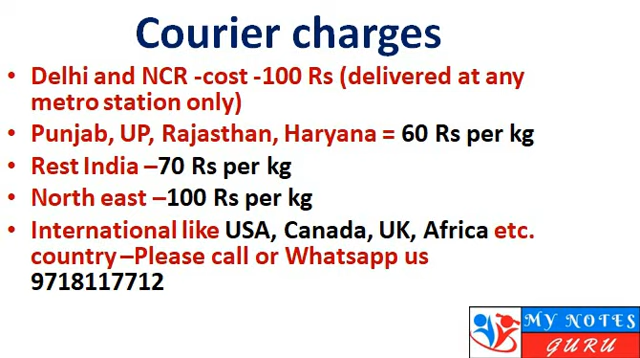 Courier charges
• Delhi and NCR -cost -100 Rs (delivered at any
metro station only)
• Punjab, UP, Rajasthan, Haryana = 60 Rs per kg
• Rest India –70 Rs per kg
• North east –100 Rs per kg
• International like USA, Canada, UK, Africa etc.
country –Please call or Whatsapp us
9718117712
MY NOTES
GURU